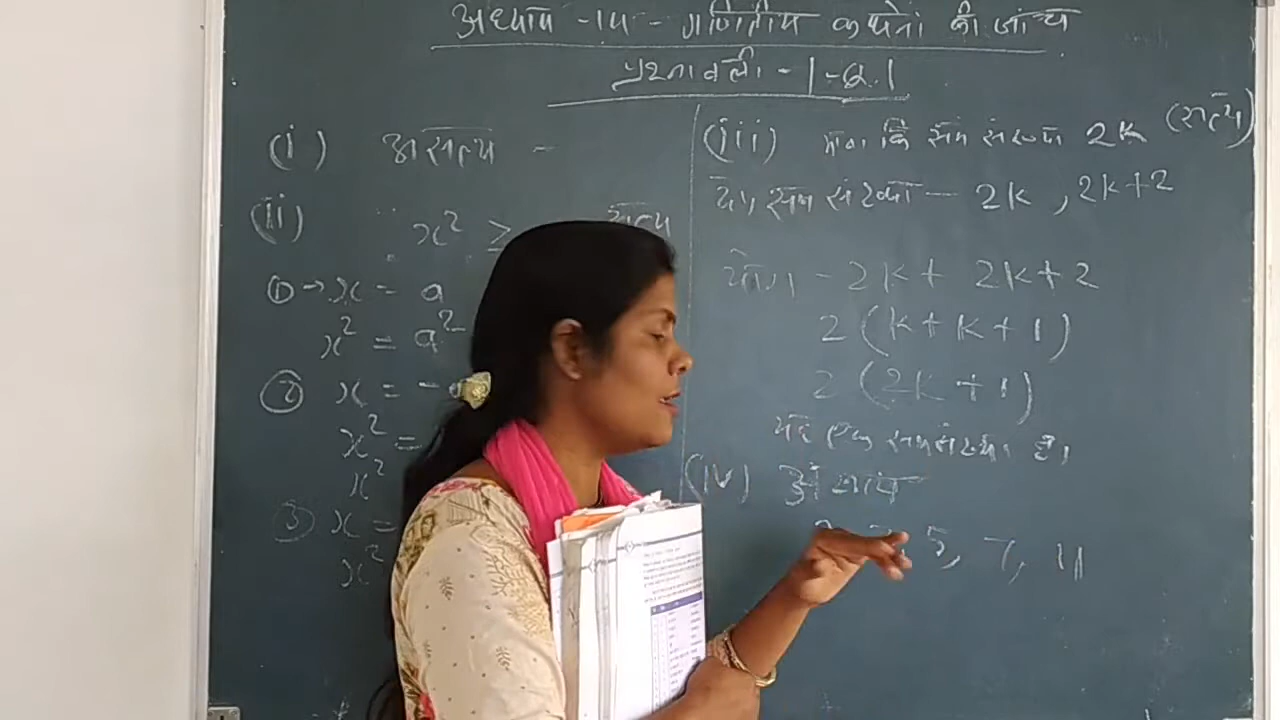 अध्याय -14 - गणितीय कथनों की जांच
प्रश्नावली - 1-2.1
(i) असत्य -
(ii) x² ≥ सत्य
① → x = a
x² = a²
② x = -
x² =
x²
③ x =
x²
(iii) माना कि सम संख्या 2k (सत्य)
दो सम संख्या - 2k, 2k+2
योग - 2k + 2k+2
2 (k+k+1)
2 (2k+1)
यह एक सम संख्या है।
(iv) असत्य
5, 7, 11